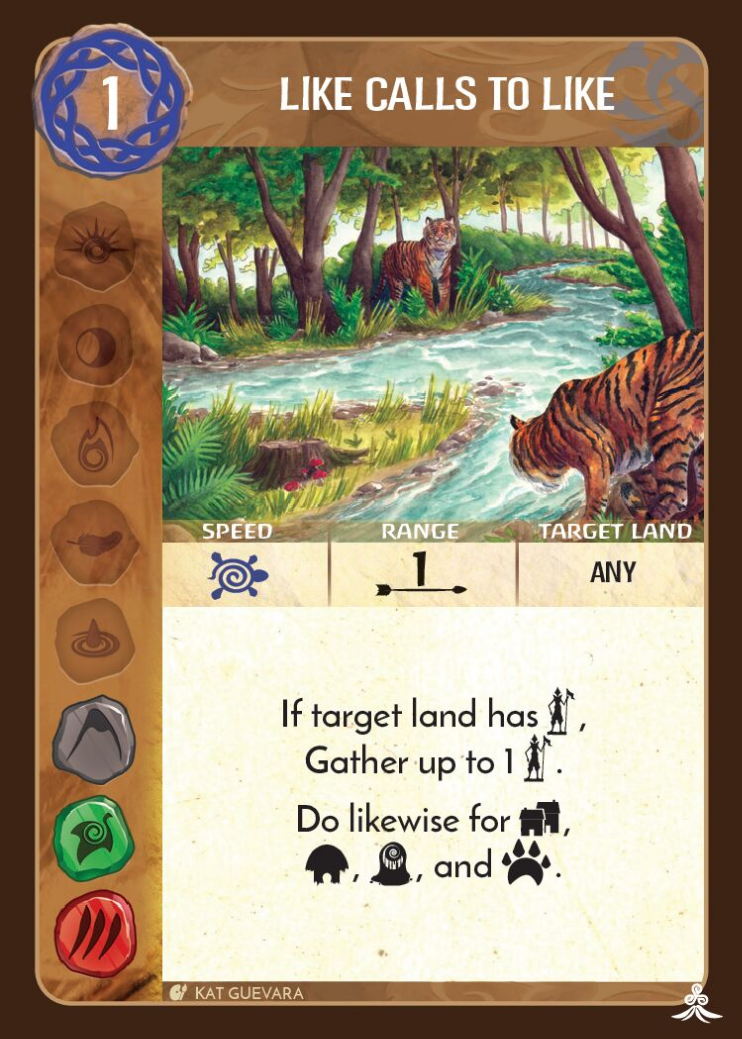 1
LIKE CALLS TO LIKE
SPEED RANGE TARGET LAND
1 ANY
If target land has ,
Gather up to 1 .
Do likewise for ,
, , and .
KAT GUEVARA